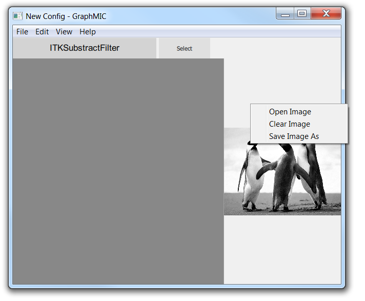 New Config - GraphMIC
File Edit View Help
ITKSubstractFilter
Select
Open Image
Clear Image
Save Image As